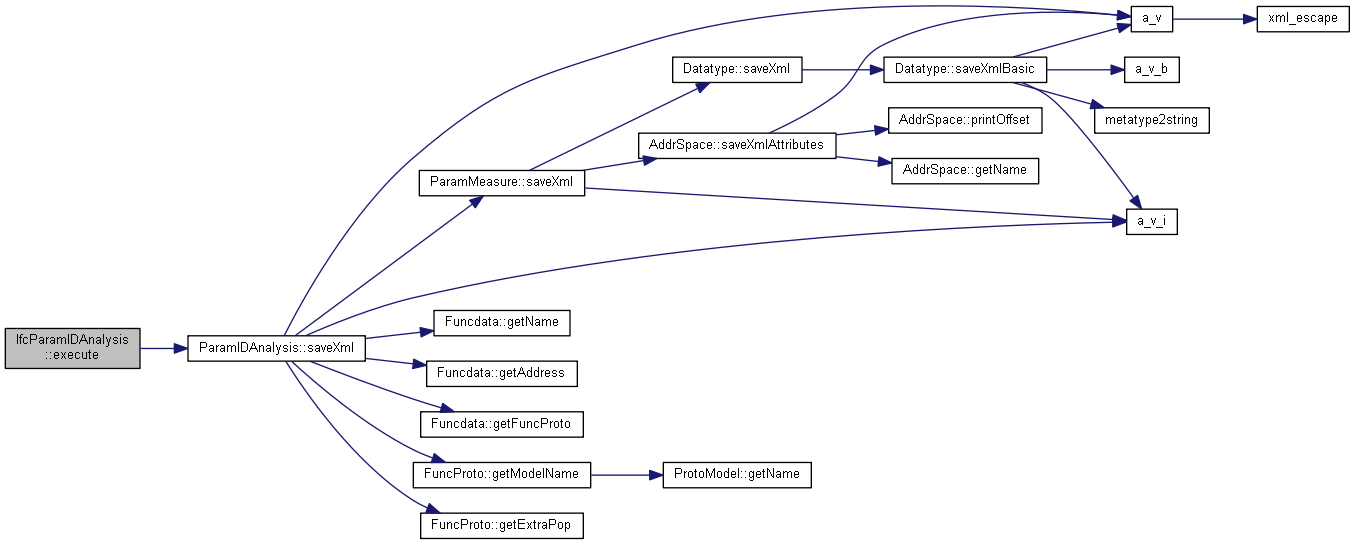 IfcParamIDAnalysis
::execute
ParamIDAnalysis::saveXml
ParamMeasure::saveXml
Datatype::saveXml
Datatype::saveXmlBasic
a_v
xml_escape
a_v_b
metatype2string
AddrSpace::saveXmlAttributes
AddrSpace::printOffset
AddrSpace::getName
a_v_i
Funcdata::getName
Funcdata::getAddress
Funcdata::getFuncProto
FuncProto::getModelName
ProtoModel::getName
FuncProto::getExtraPop